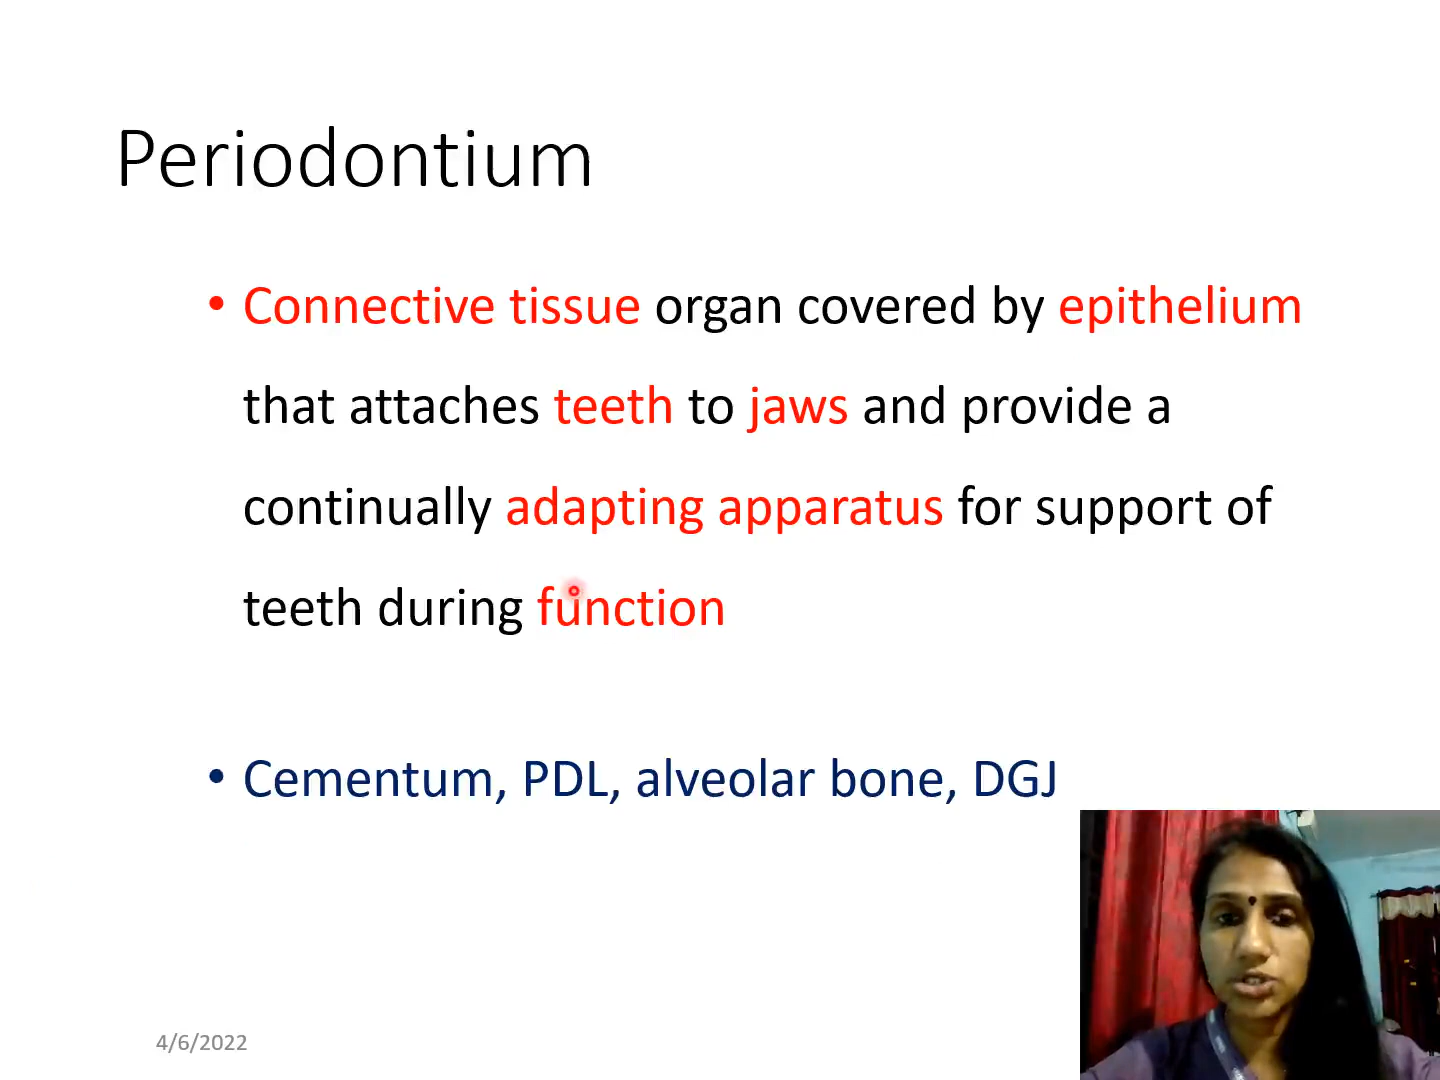 Periodontium
• Connective tissue organ covered by epithelium
that attaches teeth to jaws and provide a
continually adapting apparatus for support of
teeth during function
• Cementum, PDL, alveolar bone, DGJ
4/6/2022